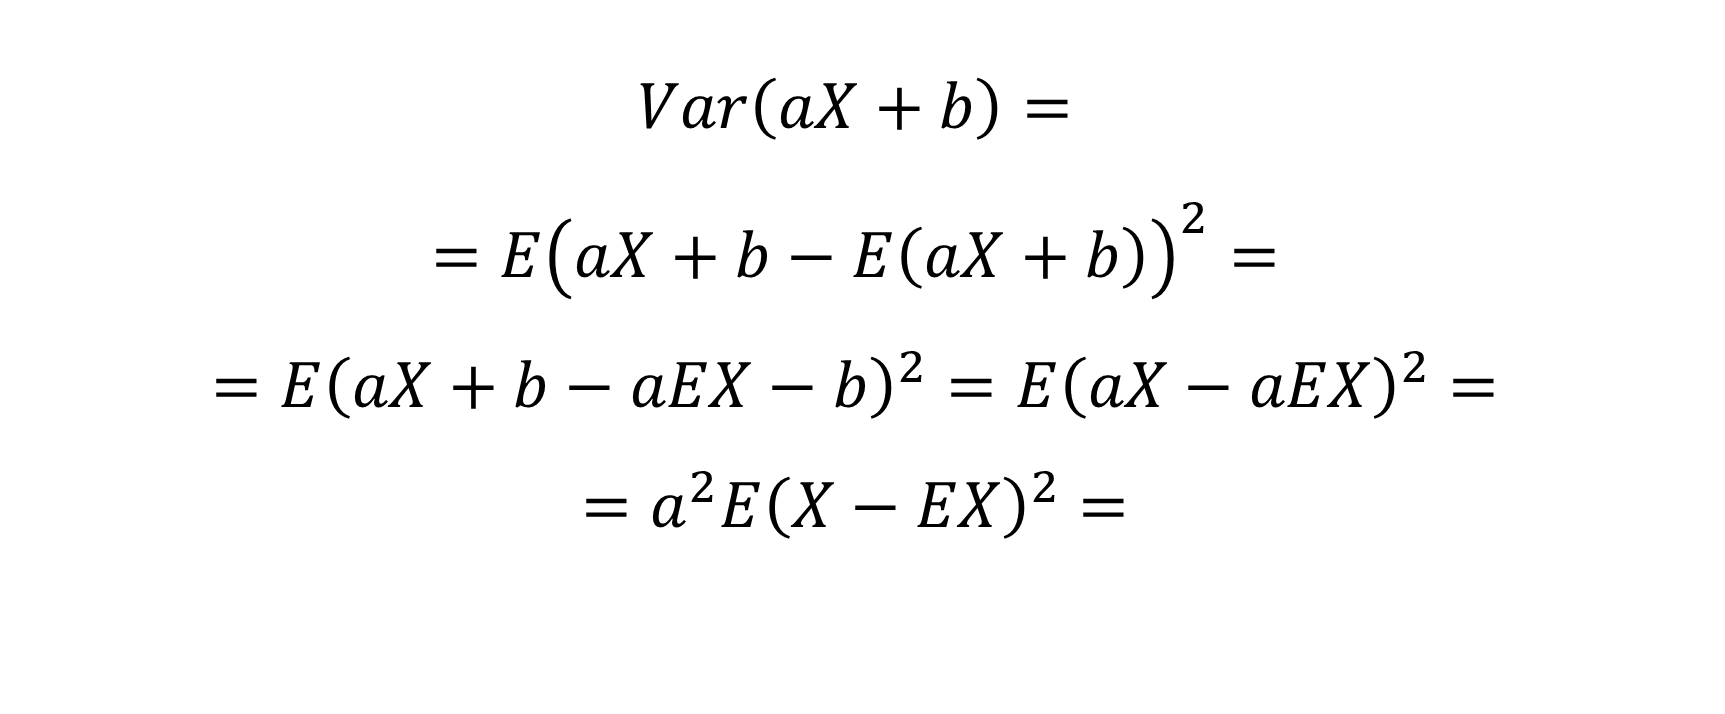 Var(aX + b) =
= E(aX + b − E(aX + b))² =
= E(aX + b − aEX − b)² = E(aX − aEX)² =
= a²E(X − EX)² =